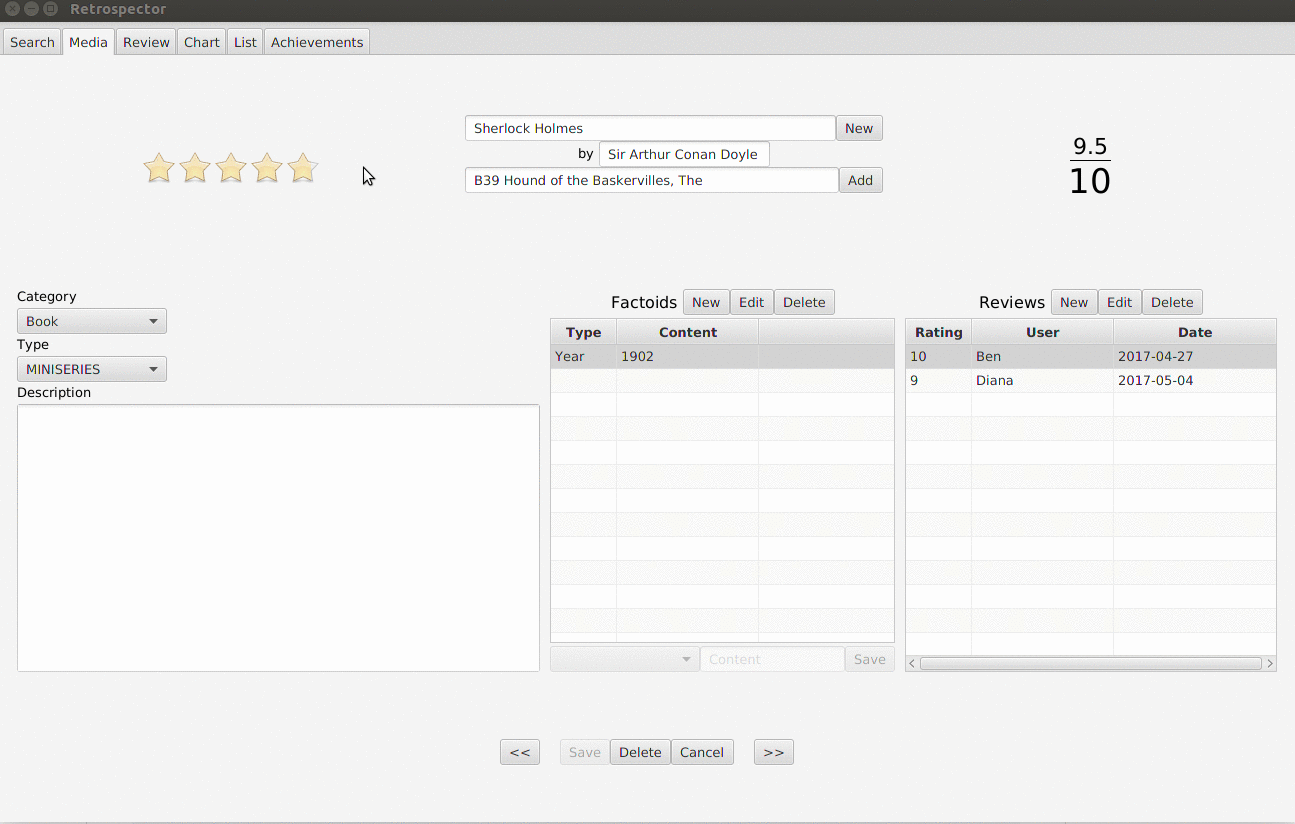 Retrospector
Search Media Review Chart List Achievements
Sherlock Holmes New
by Sir Arthur Conan Doyle
B39 Hound of the Baskervilles, The Add
9.5
10
Category
Book
Type
MINISERIES
Description
Factoids New Edit Delete
Type Content
Year 1902
Content Save
Reviews New Edit Delete
Rating User Date
10 Ben 2017-04-27
9 Diana 2017-05-04
<< Save Delete Cancel >>